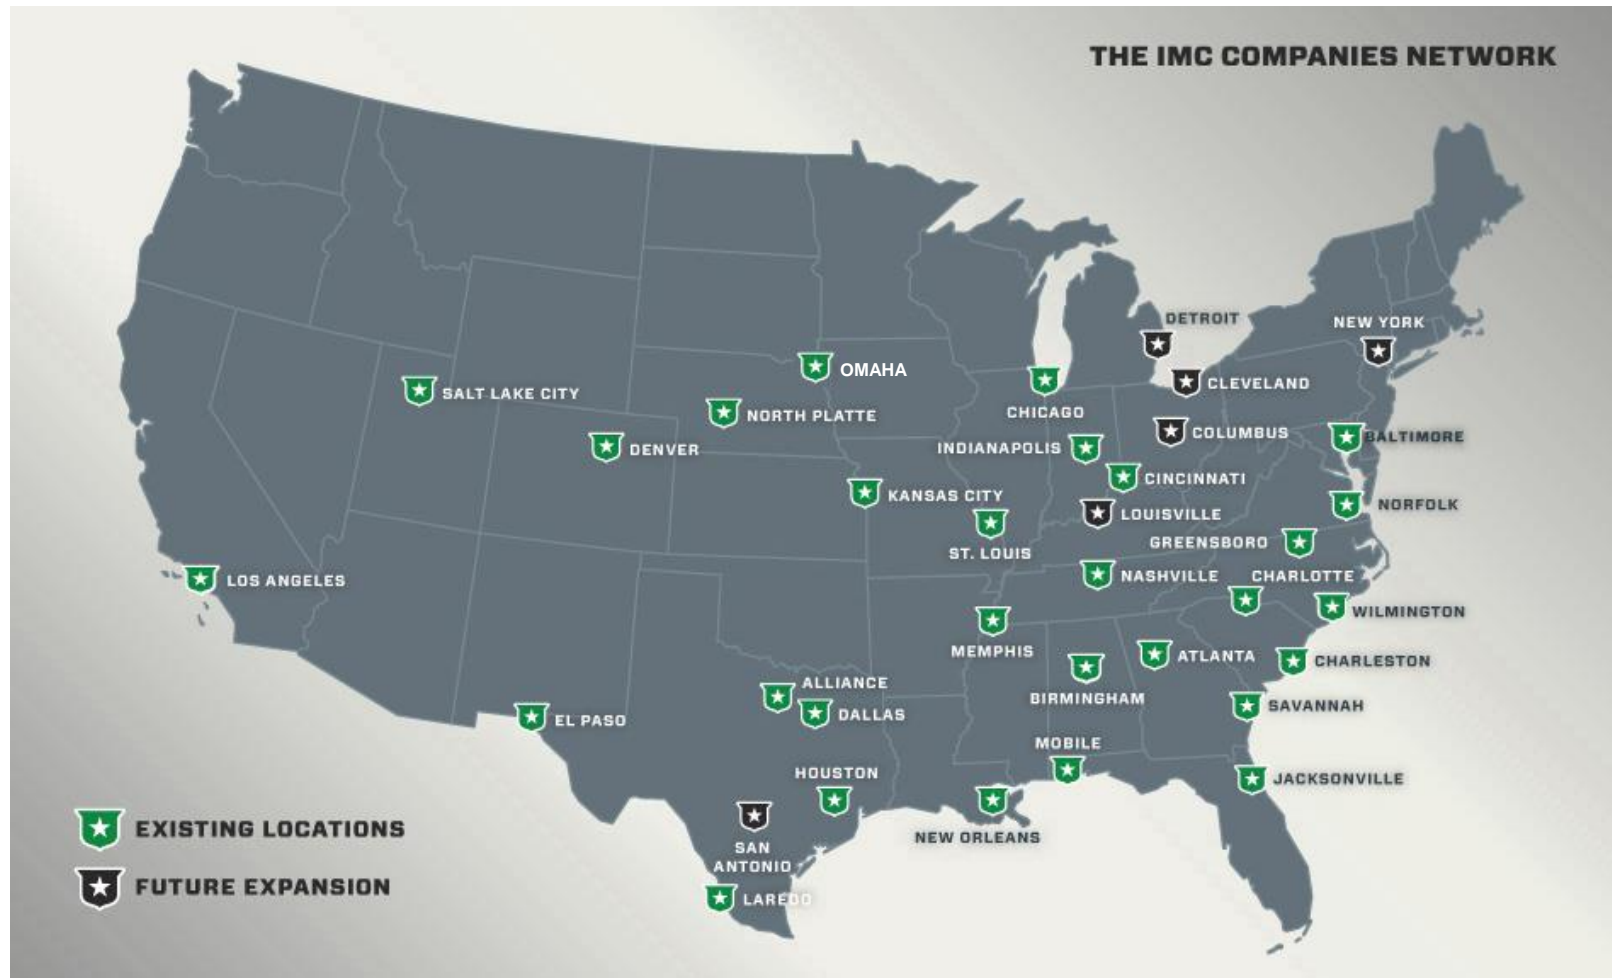 THE IMC COMPANIES NETWORK
DETROIT
NEW YORK
OMAHA
CLEVELAND
SALT LAKE CITY
CHICAGO
NORTH PLATTE
COLUMBUS
BALTIMORE
DENVER
INDIANAPOLIS
CINCINNATI
KANSAS CITY
NORFOLK
LOUISVILLE
ST. LOUIS
GREENSBORO
LOS ANGELES
NASHVILLE
CHARLOTTE
WILMINGTON
MEMPHIS
ATLANTA
CHARLESTON
ALLIANCE
BIRMINGHAM
SAVANNAH
EL PASO
DALLAS
MOBILE
HOUSTON
JACKSONVILLE
EXISTING LOCATIONS
NEW ORLEANS
SAN
ANTONIO
FUTURE EXPANSION
LAREDO